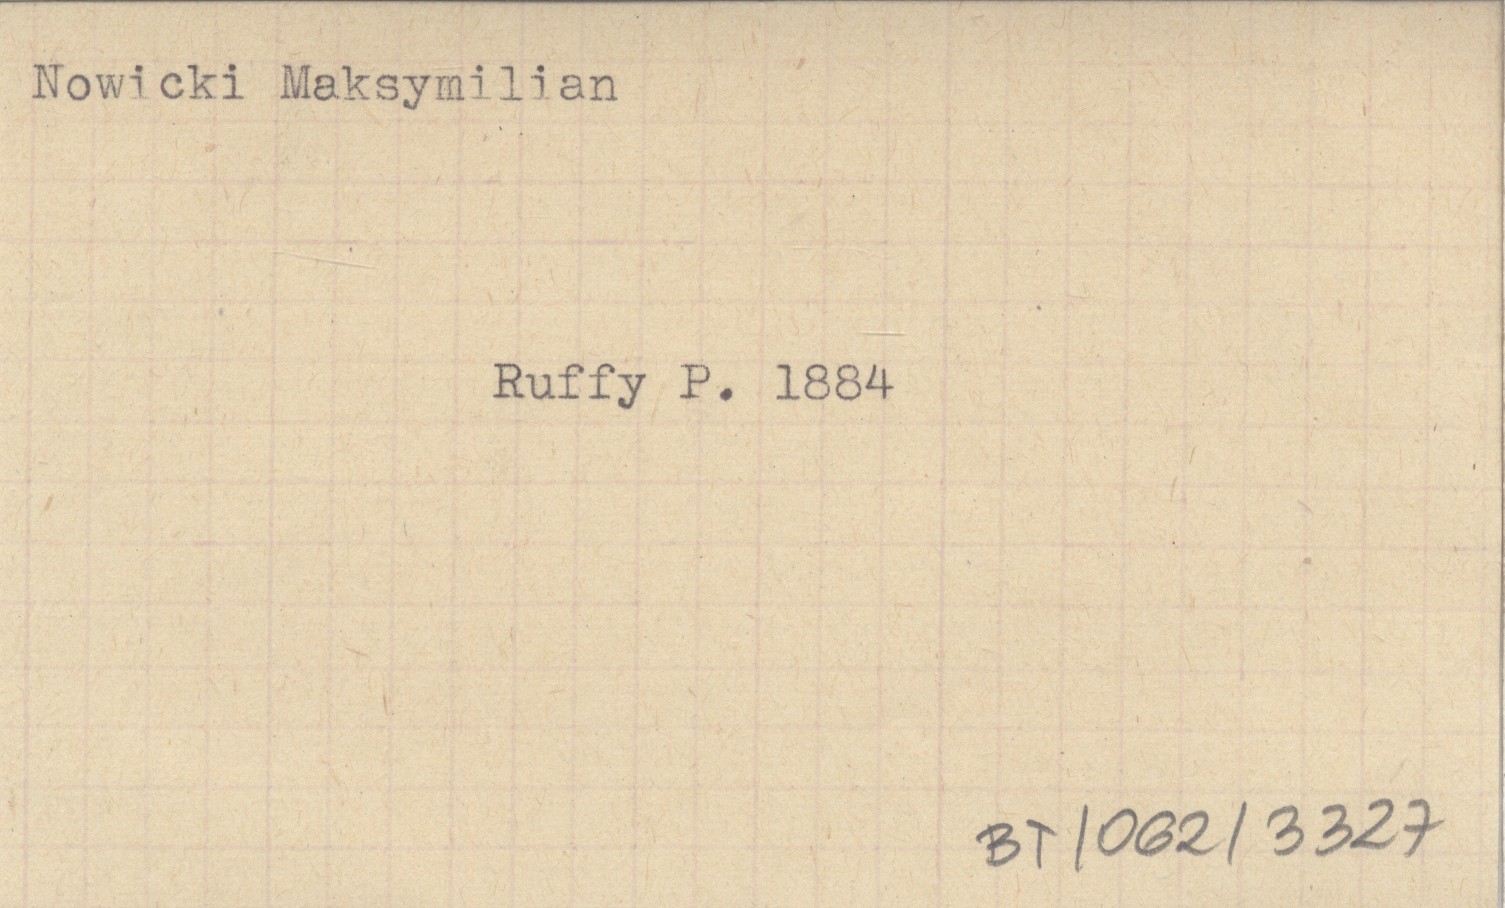 Nowicki Maksymilian
Ruffy P. 1884
BT/062/3327